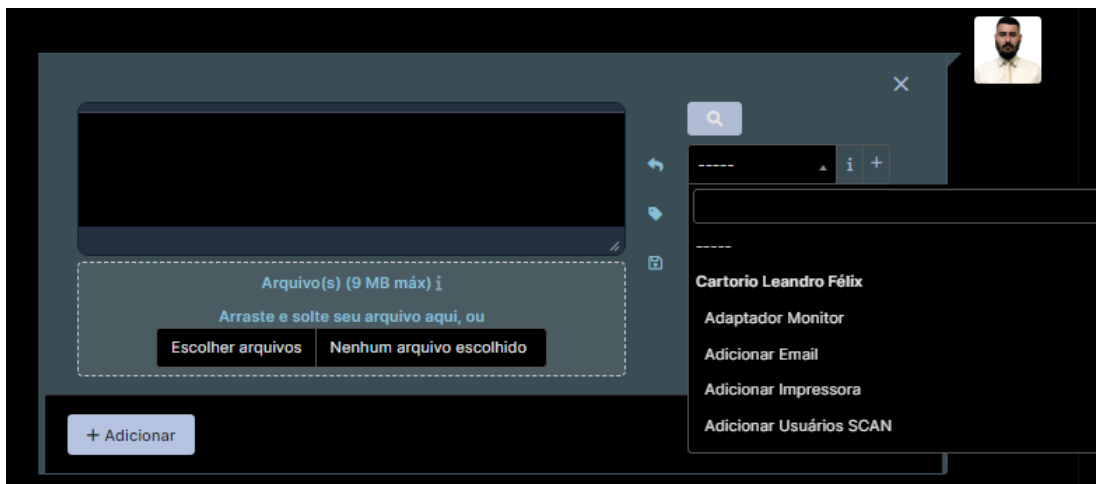 -----
i +
-----
Cartorio Leandro Félix
Adaptador Monitor
Adicionar Email
Adicionar Impressora
Adicionar Usuários SCAN
Arquivo(s) (9 MB máx) i
Arraste e solte seu arquivo aqui, ou
Escolher arquivos Nenhum arquivo escolhido
+ Adicionar